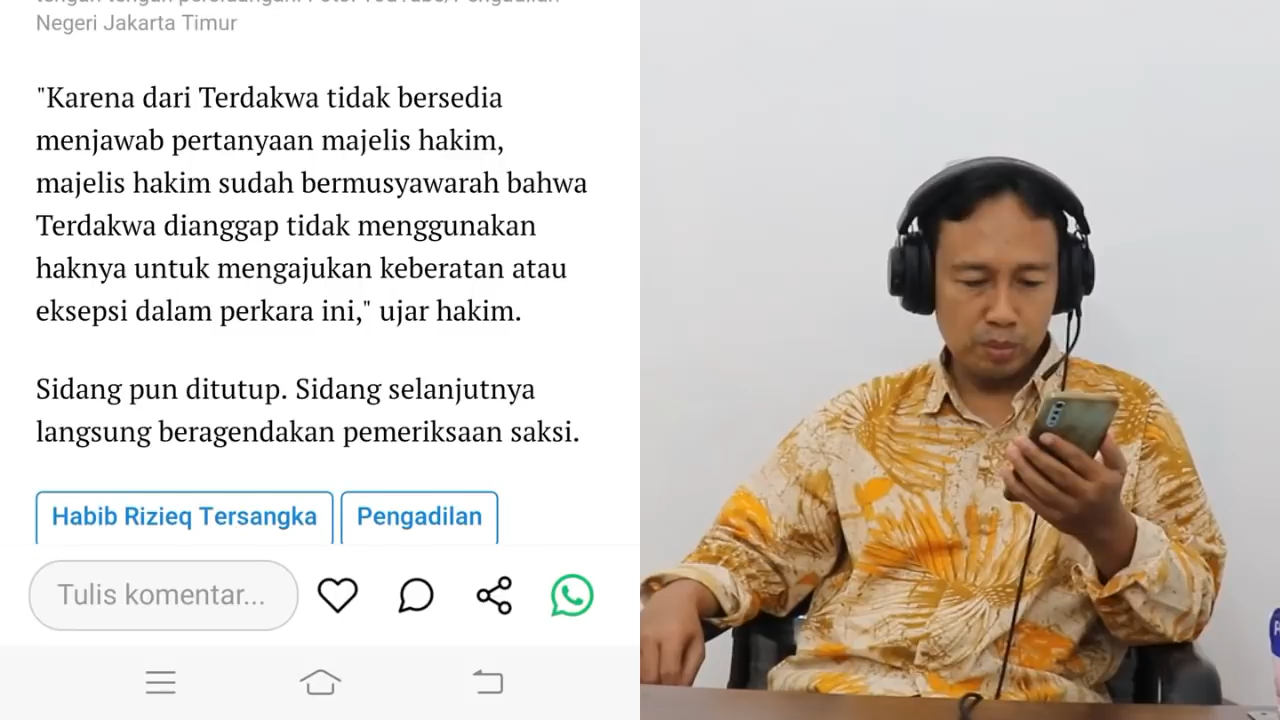 Negeri Jakarta Timur
"Karena dari Terdakwa tidak bersedia
menjawab pertanyaan majelis hakim,
majelis hakim sudah bermusyawarah bahwa
Terdakwa dianggap tidak menggunakan
haknya untuk mengajukan keberatan atau
eksepsi dalam perkara ini," ujar hakim.
Sidang pun ditutup. Sidang selanjutnya
langsung beragendakan pemeriksaan saksi.
Habib Rizieq Tersangka
Pengadilan
Tulis komentar...